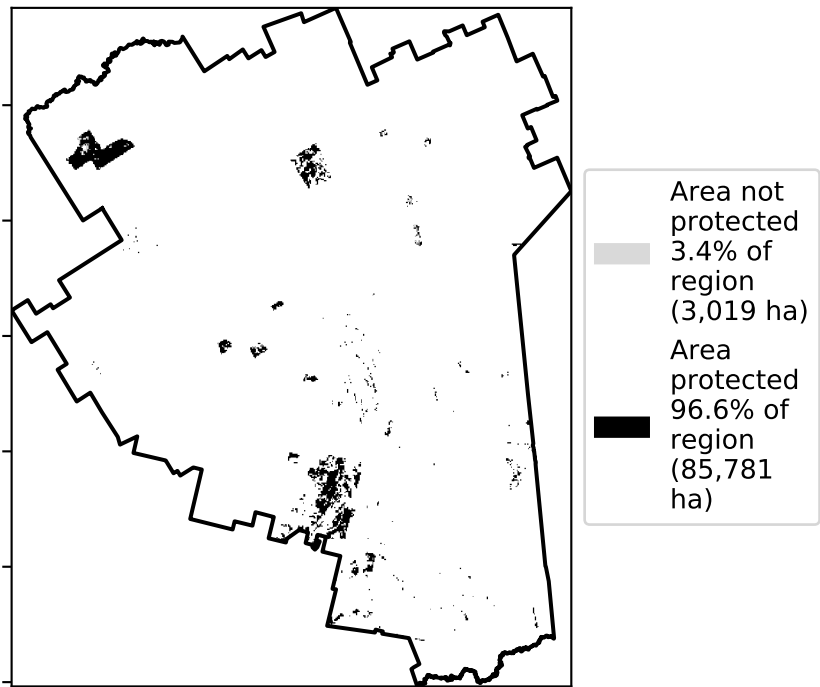 Area not
protected
3.4% of
region
(3,019 ha)
Area
protected
96.6% of
region
(85,781
ha)